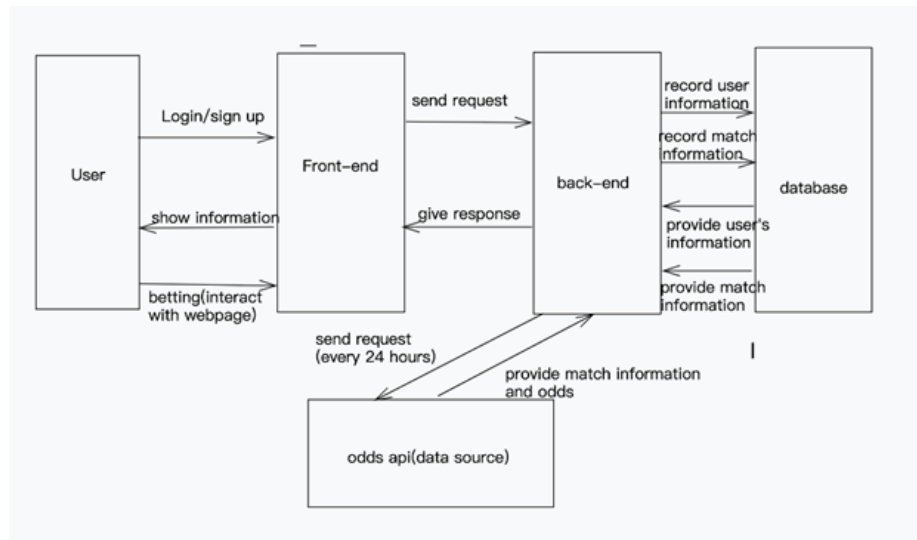 User
Login/sign up
show information
betting(interact
with webpage)
Front-end
send request
give response
back-end
record user
information
record match
information
provide user's
information
provide match
information
database
send request
(every 24 hours)
provide match information
and odds
odds api(data source)